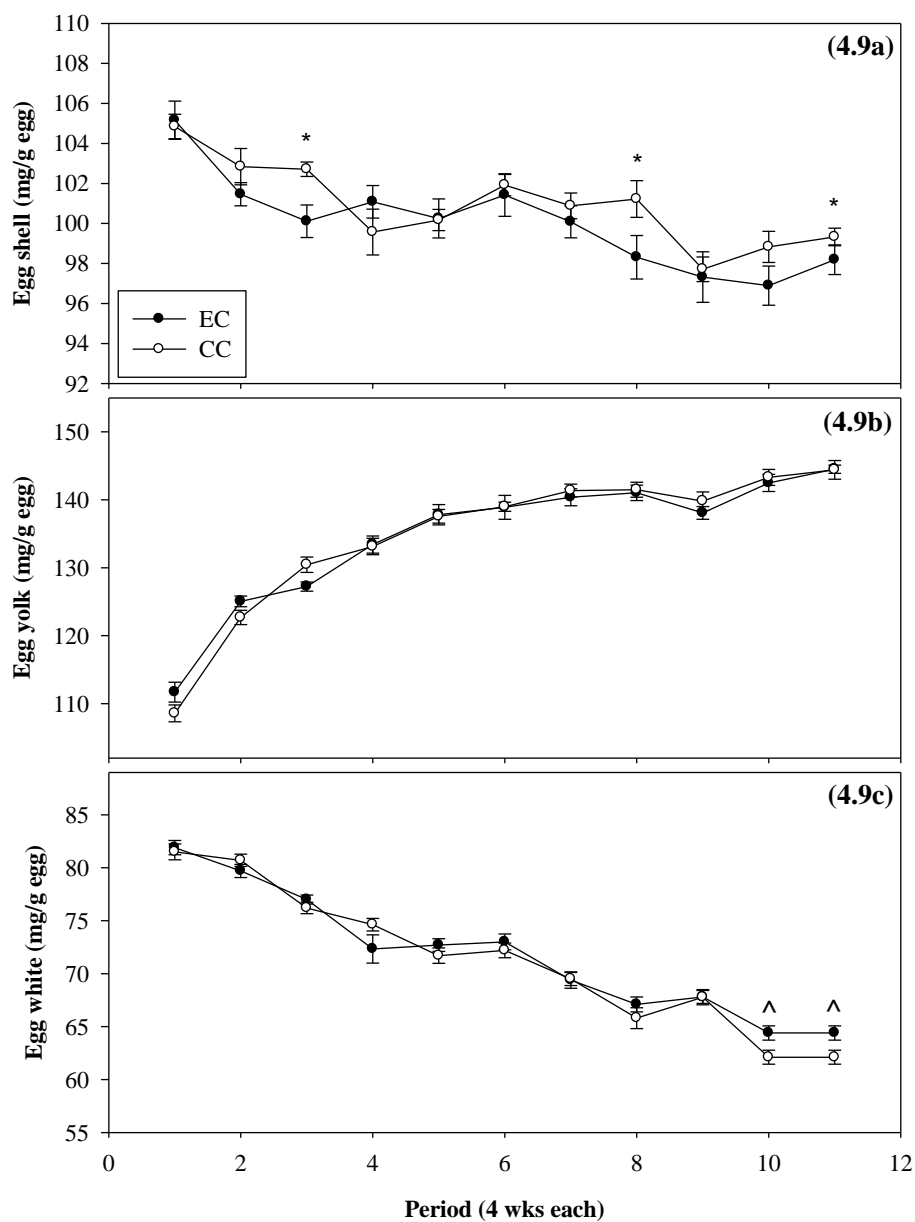 (4.9a)
110
108
106
104
102
100
98
96
94
92
Egg shell (mg/g egg)
*
*
*
EC
CC
(4.9b)
150
140
130
120
110
Egg yolk (mg/g egg)
(4.9c)
85
80
75
70
65
60
55
Egg white (mg/g egg)
^ ^
0 2 4 6 8 10 12
Period (4 wks each)